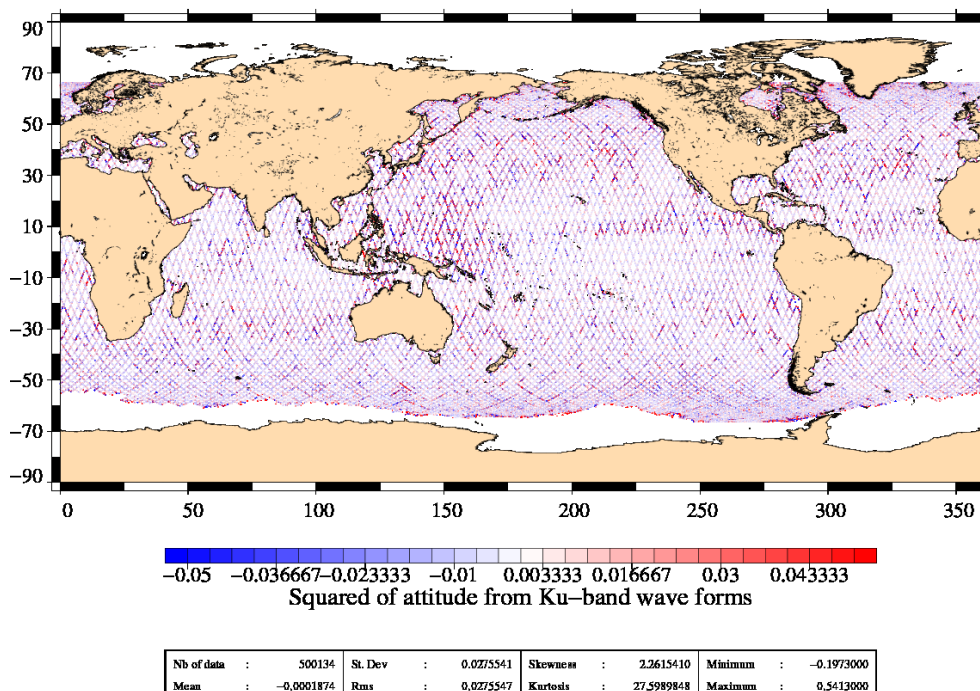 90
70
50
30
10
−10
−30
−50
−70
−90
0 50 100 150 200 250 300 350
−0.05 −0.036667 −0.023333 −0.01 0.003333 0.016667 0.03 0.043333
Squared of attitude from Ku−band wave forms
Nb of data : 500134 St. Dev : 0.0275541 Skewness : 2.2615410 Minimum : −0.1973000
Mean : −0.0001874 Rms : 0.0275547 Kurtosis : 27.5989848 Maximum : 0.5413000